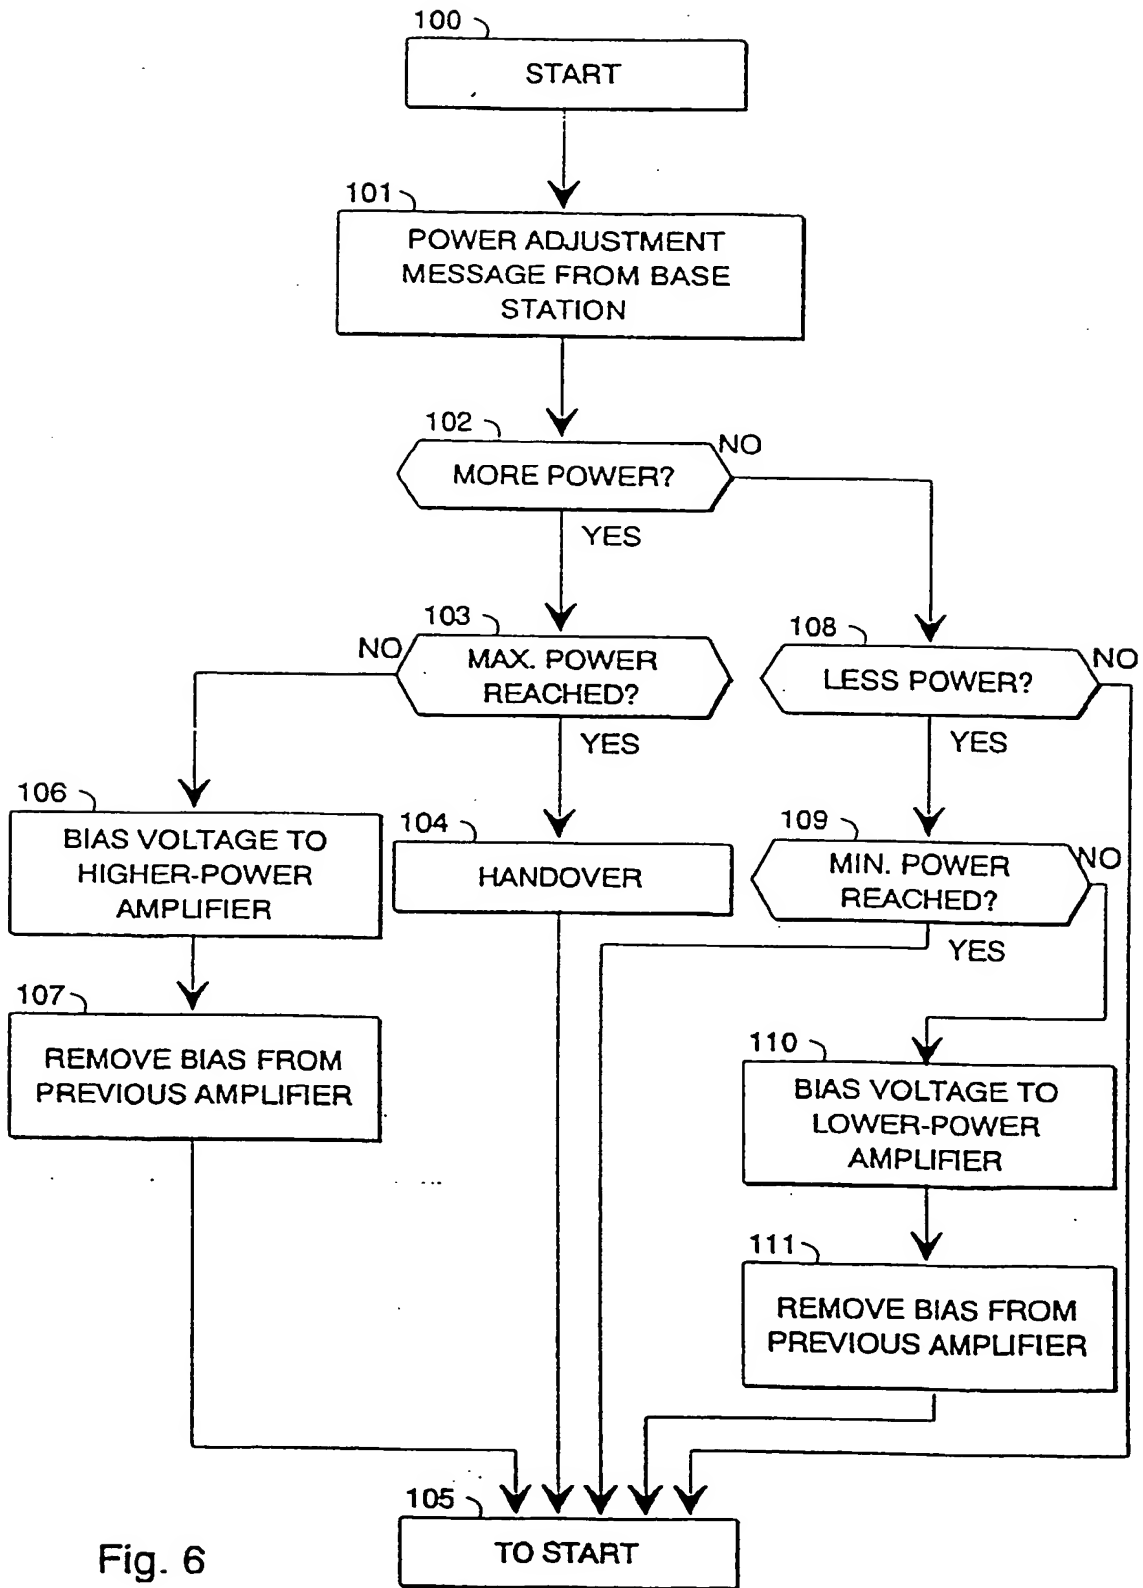 100
START
101
POWER ADJUSTMENT
MESSAGE FROM BASE
STATION
102
MORE POWER?
NO
YES
103
NO
MAX. POWER
REACHED?
YES
108
LESS POWER?
NO
YES
106
BIAS VOLTAGE TO
HIGHER-POWER
AMPLIFIER
104
HANDOVER
109
MIN. POWER
REACHED?
NO
YES
107
REMOVE BIAS FROM
PREVIOUS AMPLIFIER
110
BIAS VOLTAGE TO
LOWER-POWER
AMPLIFIER
111
REMOVE BIAS FROM
PREVIOUS AMPLIFIER
105
TO START
Fig. 6